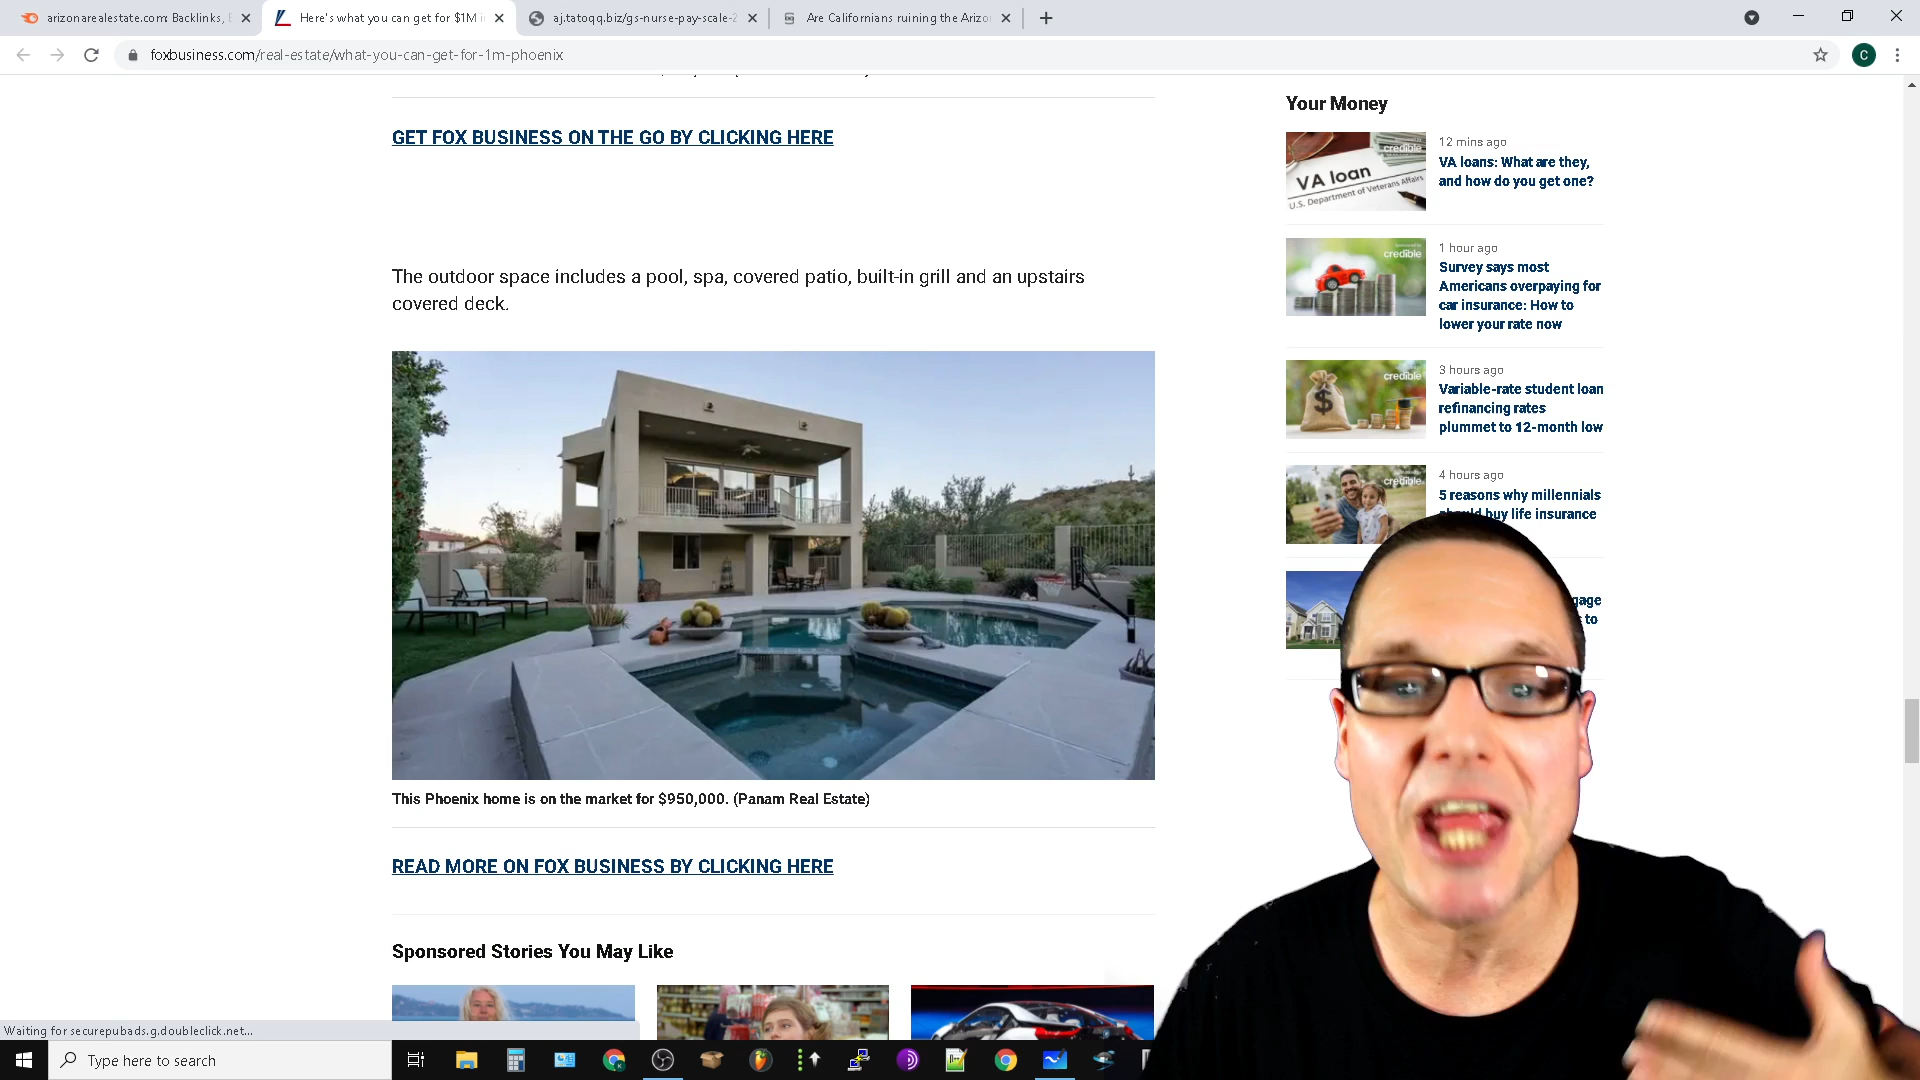 arizonarealestate.com: Backlinks,
Here's what you can get for $1M i
aj.tatoqq.biz/gs-nurse-pay-scale-2
Are Californians ruining the Arizo
foxbusiness.com/real-estate/what-you-can-get-for-1m-phoenix
C
GET FOX BUSINESS ON THE GO BY CLICKING HERE
The outdoor space includes a pool, spa, covered patio, built-in grill and an upstairs
covered deck.
This Phoenix home is on the market for $950,000. (Panam Real Estate)
READ MORE ON FOX BUSINESS BY CLICKING HERE
Sponsored Stories You May Like
Your Money
credible
VA loan
U.S. Department of Veterans Affairs
12 mins ago
VA loans: What are they,
and how do you get one?
credible
1 hour ago
Survey says most
Americans overpaying for
car insurance: How to
lower your rate now
credible
$
3 hours ago
Variable-rate student loan
refinancing rates
plummet to 12-month low
credible
4 hours ago
5 reasons why millennials
should buy life insurance
gage
to
Waiting for securepubads.g.doubleclick.net...
Type here to search